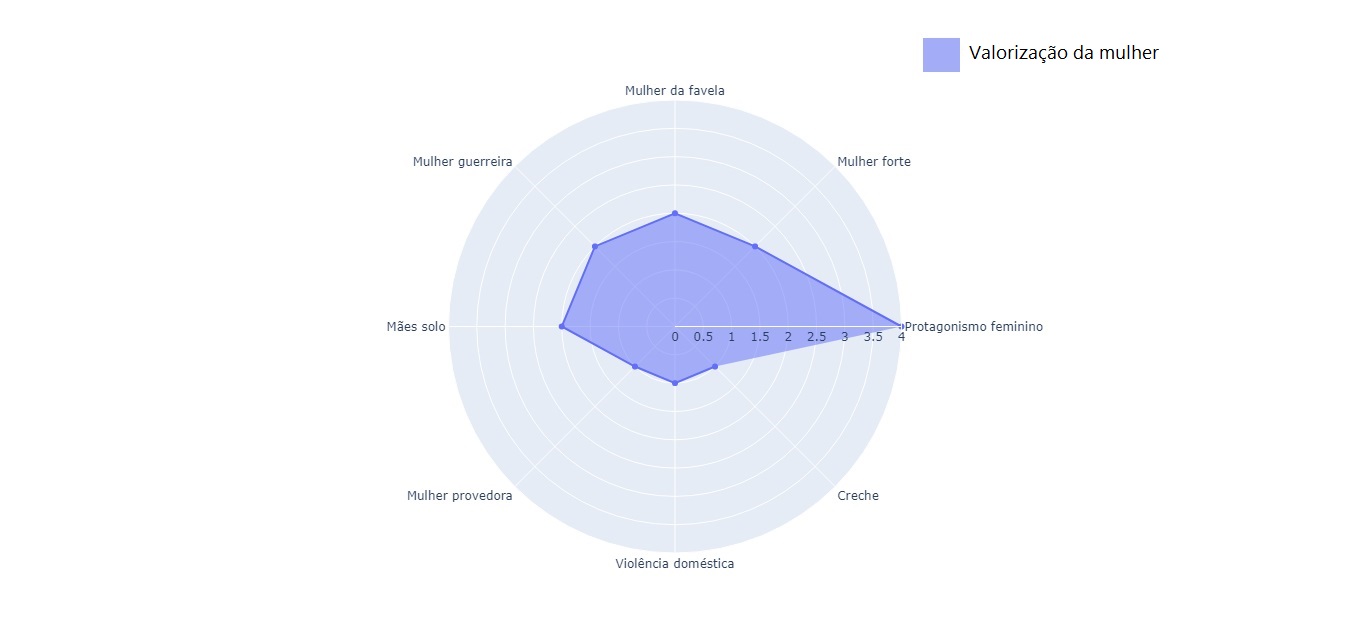 Valorização da mulher
Mulher da favela
Mulher guerreira
Mulher forte
Mães solo
Protagonismo feminino
0 0.5 1 1.5 2 2.5 3 3.5 4
Mulher provedora
Creche
Violência doméstica